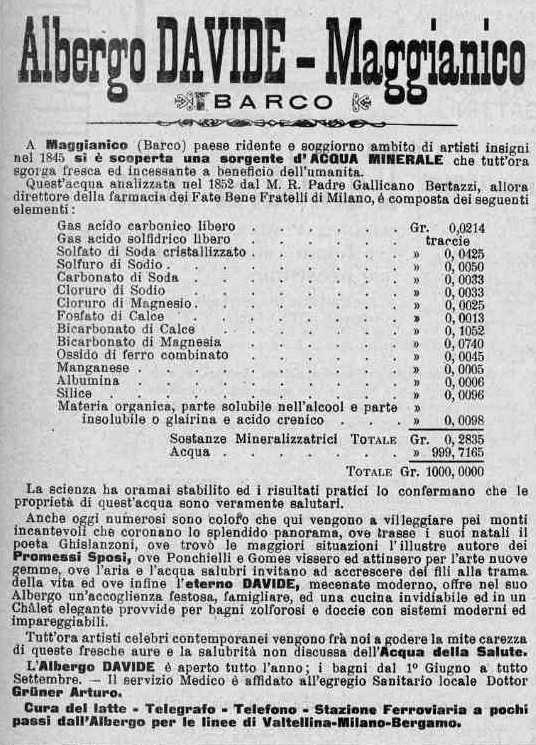 Albergo DAVIDE - Maggianico
BARCO
A Maggianico (Barco) paese ridente e soggiorno ambito di artisti insigni
nel 1845 si è scoperta una sorgente d'ACQUA MINERALE che tutt'ora
sgorga fresca ed incessante a beneficio dell'umanita.
Quest'acqua analizzata nel 1852 dal M. R. Padre Gallicano Bertazzi, allora
direttore della farmacia dei Fate Bene Fratelli di Milano, é composta dei seguenti
elementi :
Gas acido carbonico libero . . . . . . Gr. 0,0214
Gas acido solfidrico libero . . . . . . traccie
Solfato di Soda cristallizzato . . . . . . » 0,0425
Solfuro di Sodio . . . . . . . . » 0,0050
Carbonato di Soda . . . . . . . . » 0,0033
Cloruro di Sodio . . . . . . . . » 0,0033
Cloruro di Magnesio . . . . . . . . » 0,0025
Fosfato di Calce . . . . . . . . » 0,0013
Bicarbonato di Calce . . . . . . . » 0,1052
Bicarbonato di Magnesia . . . . . . » 0,0740
Ossido di ferro combinato . . . . . . » 0,0045
Manganese . . . . . . . . . » 0,0005
Albumina . . . . . . . . . » 0,0006
Silice . . . . . . . . . . » 0,0096
Materia organica, parte solubile nell'alcool e parte »
insolubile o glairina e acido crenico . . . » 0,0098
Sostanze Mineralizzatrici TOTALE Gr. 0,2835
Acqua . . . . . . » 999,7165
TOTALE Gr. 1000,0000
La scienza ha oramai stabilito ed i risultati pratici lo confermano che le
proprietà di quest'acqua sono veramente salutari.
Anche oggi numerosi sono coloro che qui vengono a villeggiare pei monti
incantevoli che coronano lo splendido panorama, ove trasse i suoi natali il
poeta Ghislanzoni, ove trovò le maggiori situazioni l'illustre autore dei
Promessi Sposi, ove Ponchielli e Gomes vissero ed attinsero per l'arte nuove
gemme, ove l'aria e l'acqua salubri invitano ad accrescere dei fili alla trama
della vita ed ove infine l'eterno DAVIDE, mecenate moderno, offre nel suo
Albergo un'accoglienza festosa, famigliare, ed una cucina invidiabile ed in un
Châlet elegante provvide per bagni zolforosi e doccie con sistemi moderni ed
impareggiabili.
Tutt'ora artisti celebri contemporanei vengono frà noi a godere la mite carezza
di queste fresche aure e la salubrità non discussa dell'Acqua della Salute.
L'Albergo DAVIDE é aperto tutto l'anno; i bagni dal 1º Giugno a tutto
Settembre. — Il servizio Medico è affidato all'egregio Sanitario locale Dottor
Grüner Arturo.
Cura del latte - Telegrafo - Telefono - Stazione Ferroviaria a pochi
passi dall'Albergo per le linee di Valtellina-Milano-Bergamo.